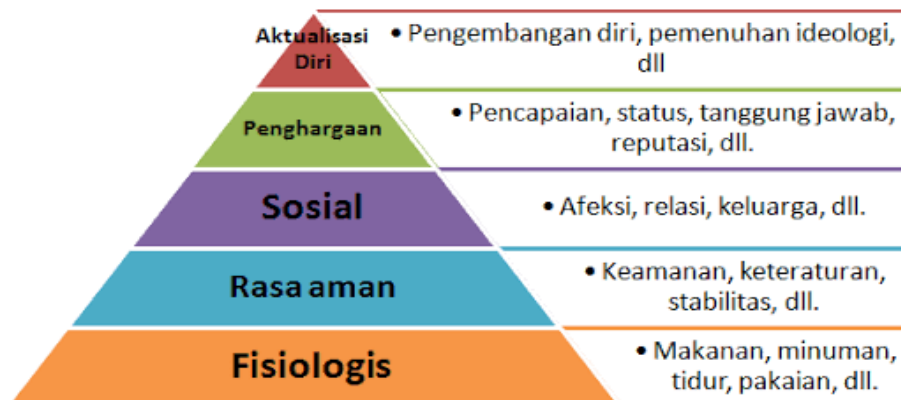 Aktualisasi
Diri
• Pengembangan diri, pemenuhan ideologi,
dll
Penghargaan
• Pencapaian, status, tanggung jawab,
reputasi, dll.
Sosial
• Afeksi, relasi, keluarga, dll.
Rasa aman
• Keamanan, keteraturan,
stabilitas, dll.
Fisiologis
• Makanan, minuman,
tidur, pakaian, dll.